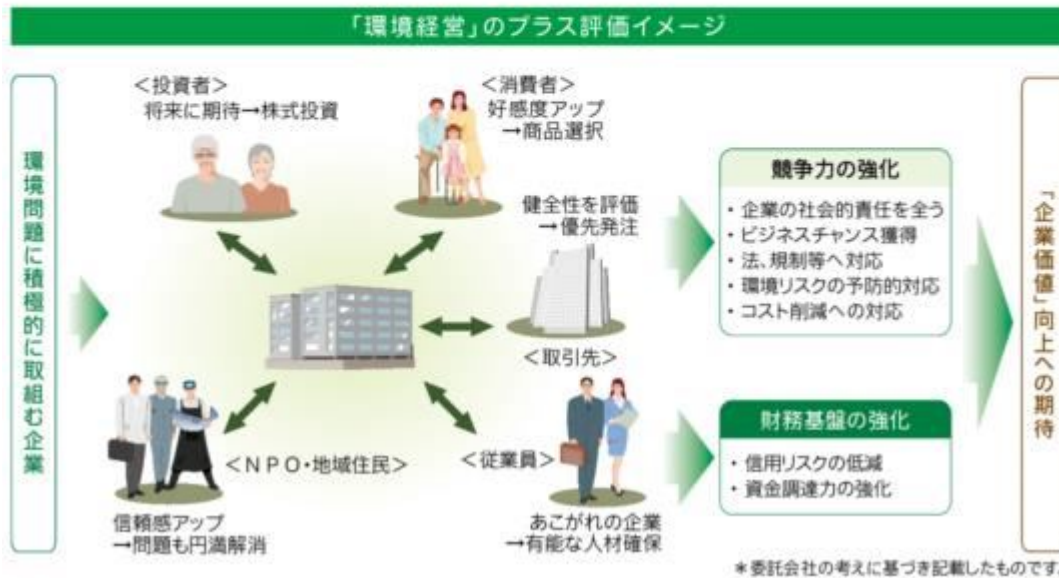 「環境経営」のプラス評価イメージ
環境問題に積極的に取組む企業
＜投資者＞
将来に期待→株式投資
＜消費者＞
好感度アップ
→商品選択
健全性を評価
→優先発注
＜取引先＞
＜ＮＰＯ・地域住民＞
信頼感アップ
→問題も円満解消
＜従業員＞
あこがれの企業
→有能な人材確保
競争力の強化
・企業の社会的責任を全う
・ビジネスチャンス獲得
・法、規制等へ対応
・環境リスクの予防的対応
・コスト削減への対応
財務基盤の強化
・信用リスクの低減
・資金調達力の強化
「企業価値」向上への期待
＊委託会社の考えに基づき記載したものです。